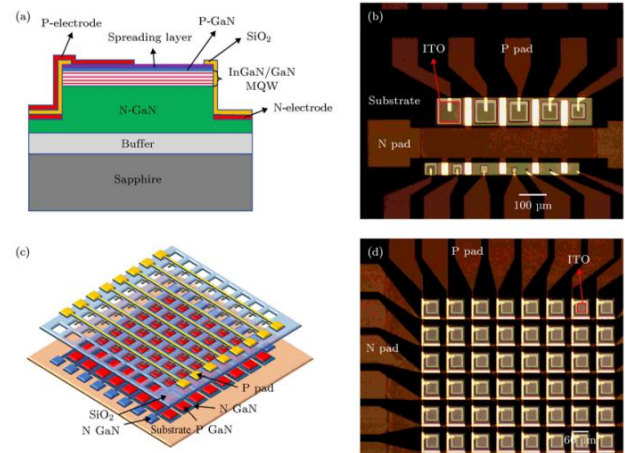 (a)
P-electrode
P-GaN
Spreading layer
SiO₂
InGaN/GaN
MQW
N-GaN
N-electrode
Buffer
Sapphire
(b)
ITO
P pad
Substrate
N pad
100 μm
(c)
P pad
SiO₂
N GaN
N GaN
Substrate
P GaN
(d)
P pad
ITO
N pad
60 μm